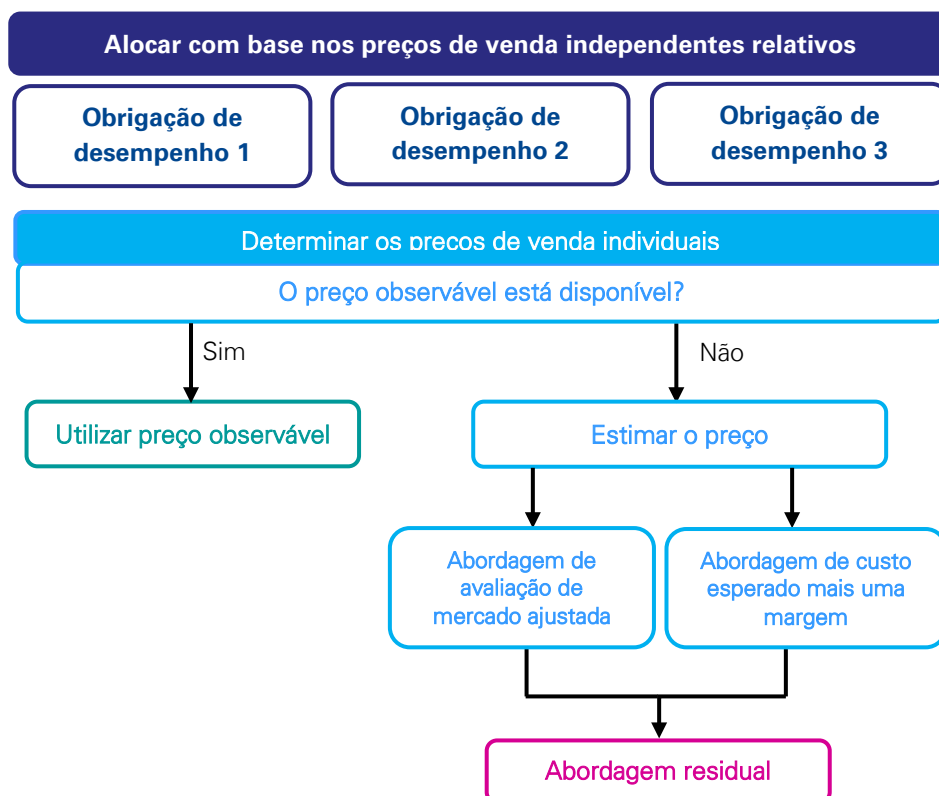 Alocar com base nos preços de venda independentes relativos
Obrigação de
desempenho 1
Obrigação de
desempenho 2
Obrigação de
desempenho 3
Determinar os preços de venda individuais
O preço observável está disponível?
Sim
Não
Utilizar preço observável
Estimar o preço
Abordagem de
avaliação de
mercado ajustada
Abordagem de custo
esperado mais uma
margem
Abordagem residual